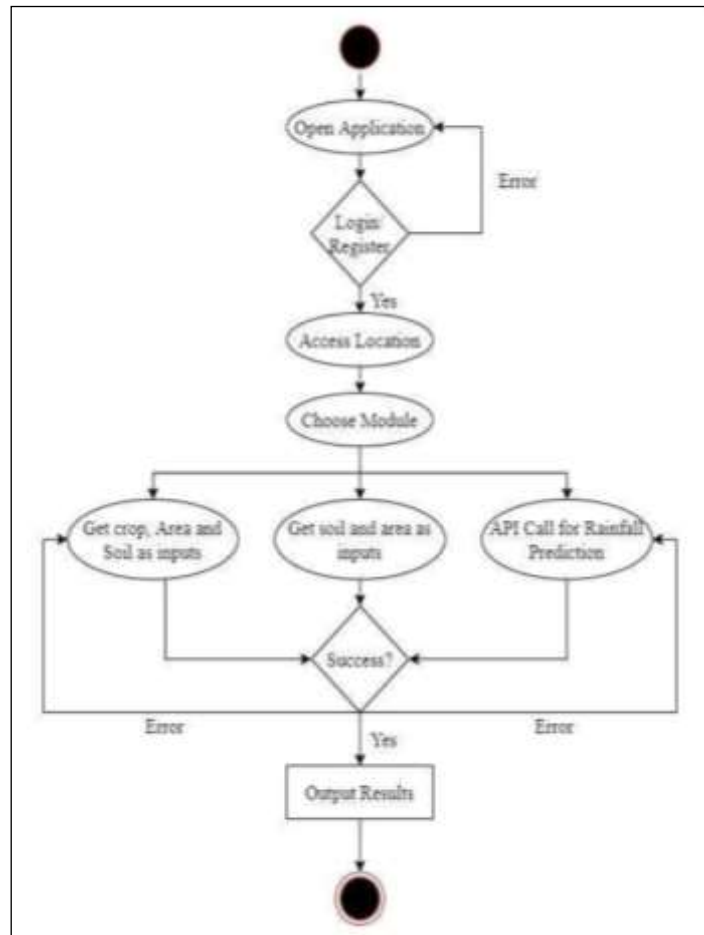 Open Application
Error
Login/
Register
Yes
Access Location
Choose Module
Get crop, Area and
Soil as inputs
Get soil and area as
inputs
API Call for Rainfall
Prediction
Success?
Error
Error
Yes
Output Results